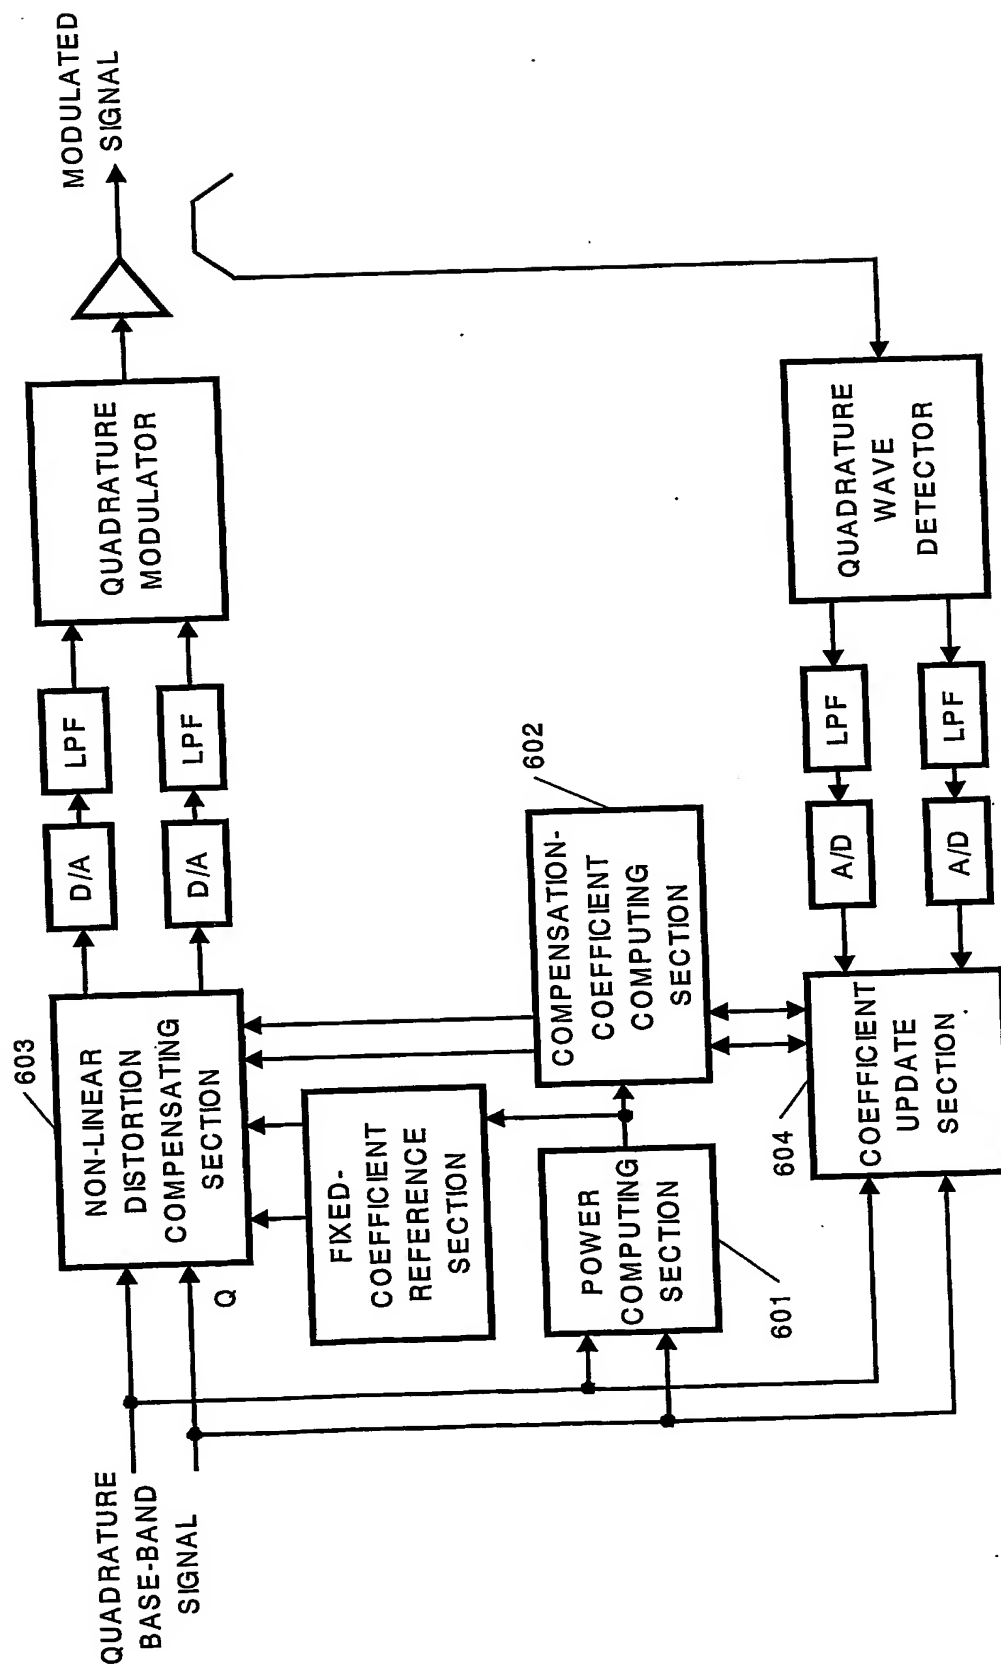 QUADRATURE
BASE-BAND
SIGNAL
Q
603
NON-LINEAR
DISTORTION
COMPENSATING
SECTION
D/A
LPF
D/A
LPF
QUADRATURE
MODULATOR
MODULATED
SIGNAL
FIXED-
COEFFICIENT
REFERENCE
SECTION
602
COMPENSATION-
COEFFICIENT
COMPUTING
SECTION
POWER
COMPUTING
SECTION
601
604
COEFFICIENT
UPDATE
SECTION
A/D
LPF
A/D
LPF
QUADRATURE
WAVE
DETECTOR